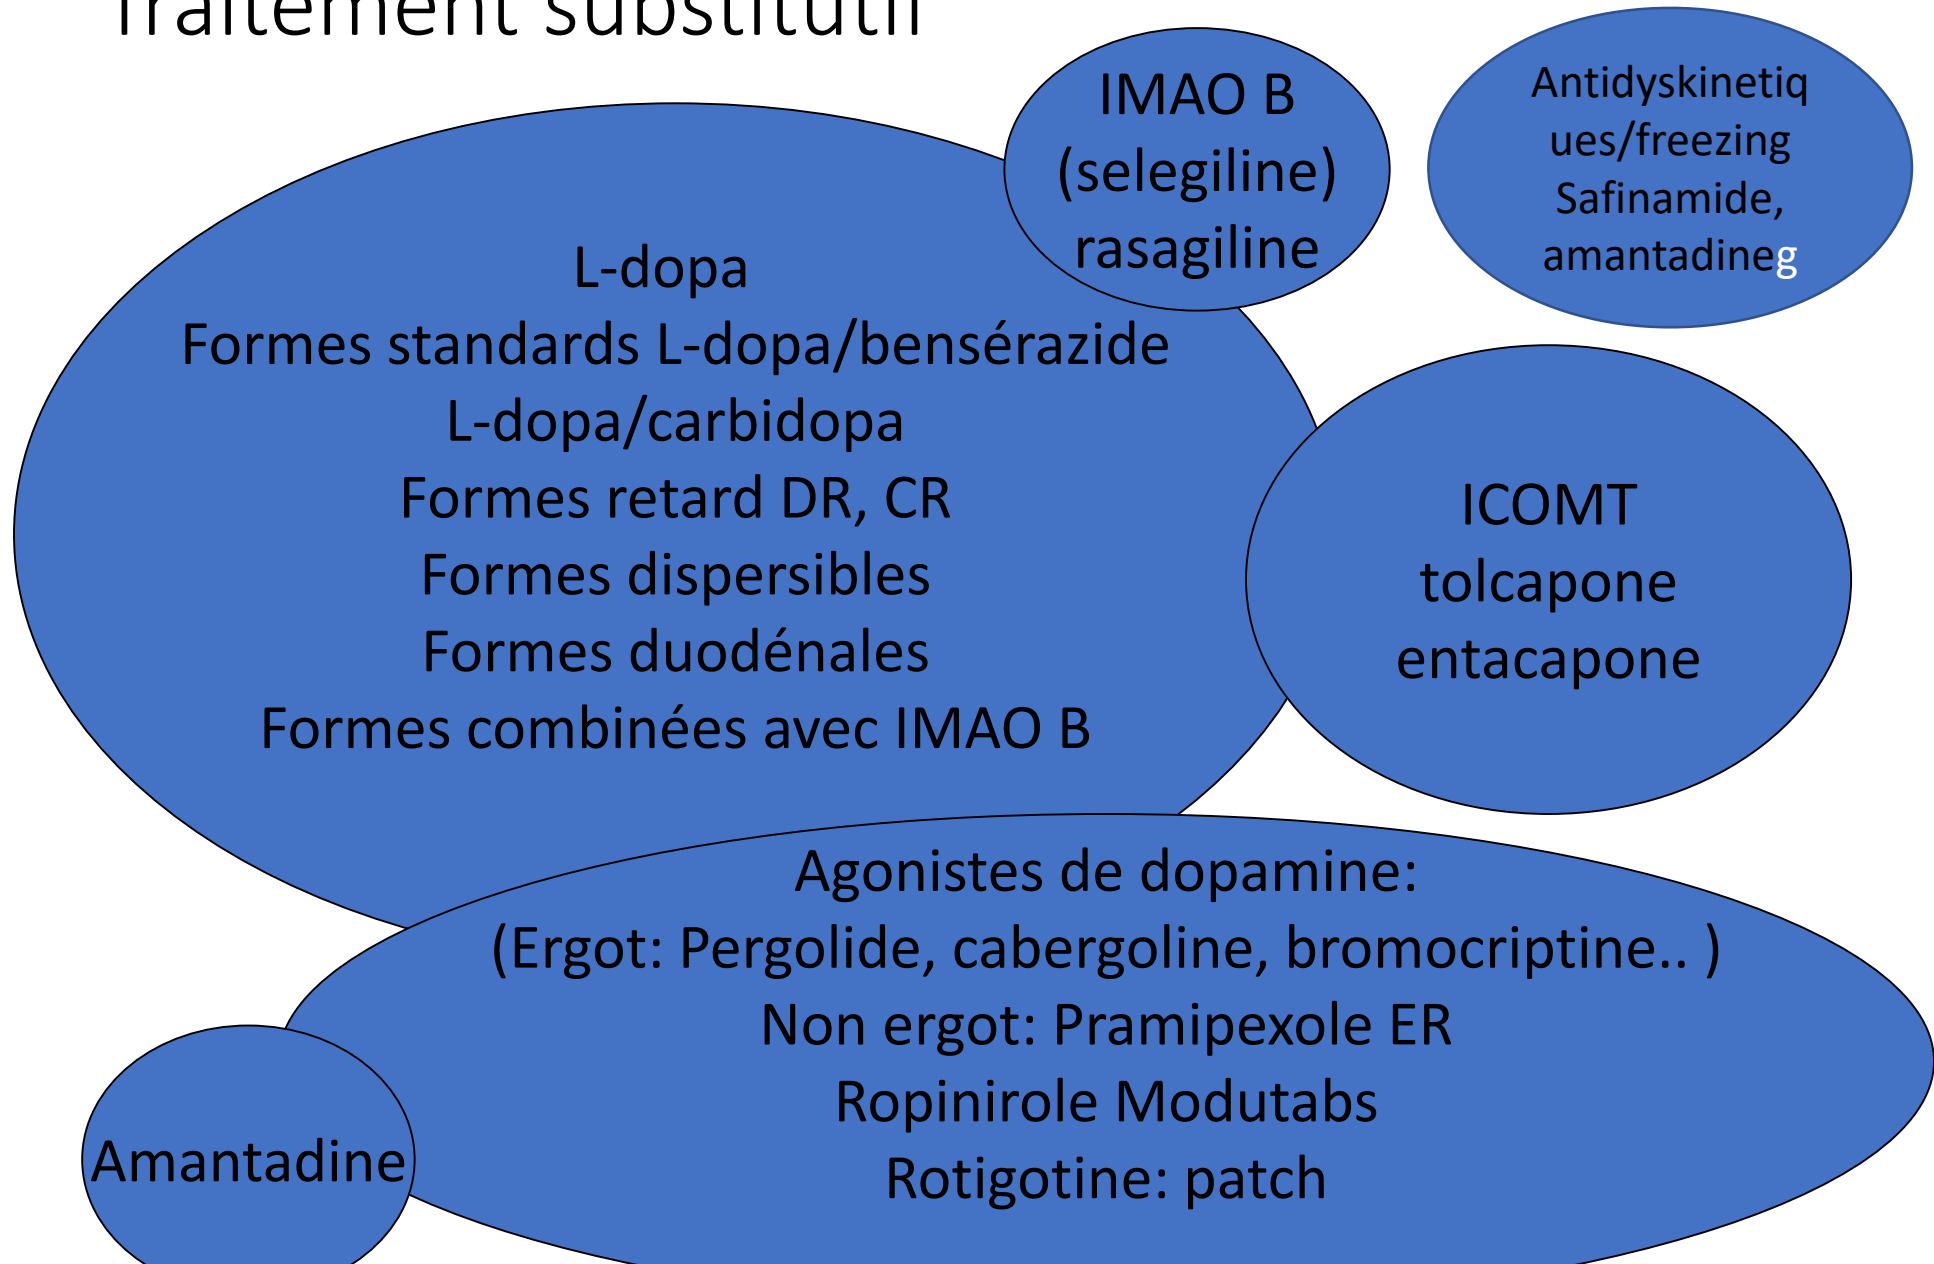 Traitement substitutif
IMAO B
(selegiline)
rasagiline
Antidyskinetiq
ues/freezing
Safinamide,
amantadineg
L-dopa
Formes standards L-dopa/bensérazide
L-dopa/carbidopa
Formes retard DR, CR
Formes dispersibles
Formes duodénales
Formes combinées avec IMAO B
ICOMT
tolcapone
entacapone
Agonistes de dopamine:
(Ergot: Pergolide, cabergoline, bromocriptine.. )
Non ergot: Pramipexole ER
Ropinirole Modutabs
Rotigotine: patch
Amantadine